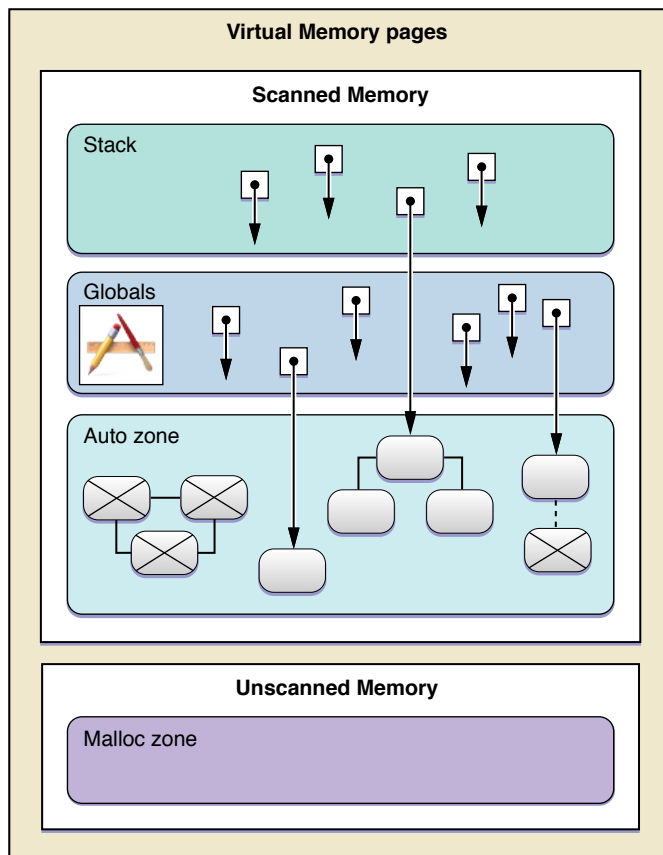 Virtual Memory pages
Scanned Memory
Stack
Globals
Auto zone
Unscanned Memory
Malloc zone